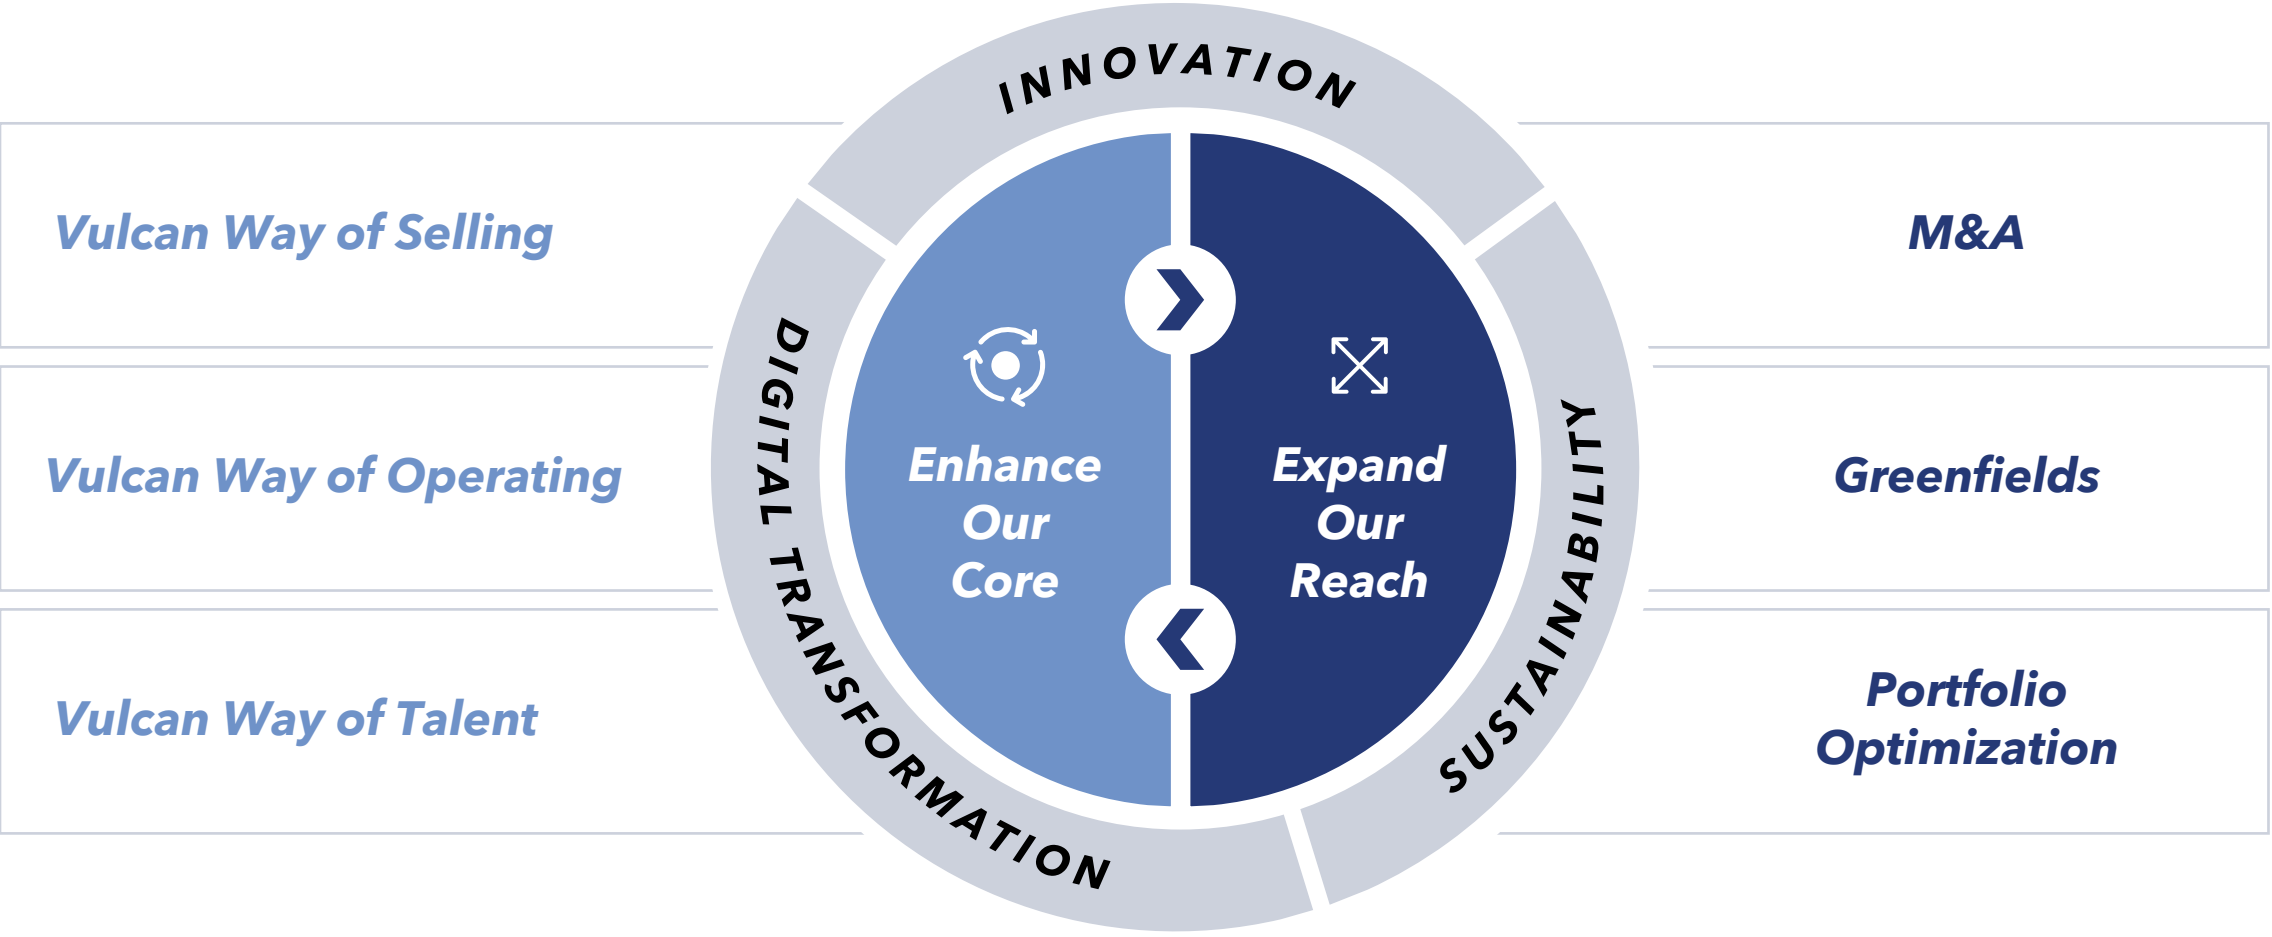 INNOVATION
DIGITAL TRANSFORMATION
SUSTAINABILITY
Vulcan Way of Selling
Vulcan Way of Operating
Vulcan Way of Talent
Enhance
Our
Core
Expand
Our
Reach
M&A
Greenfields
Portfolio
Optimization